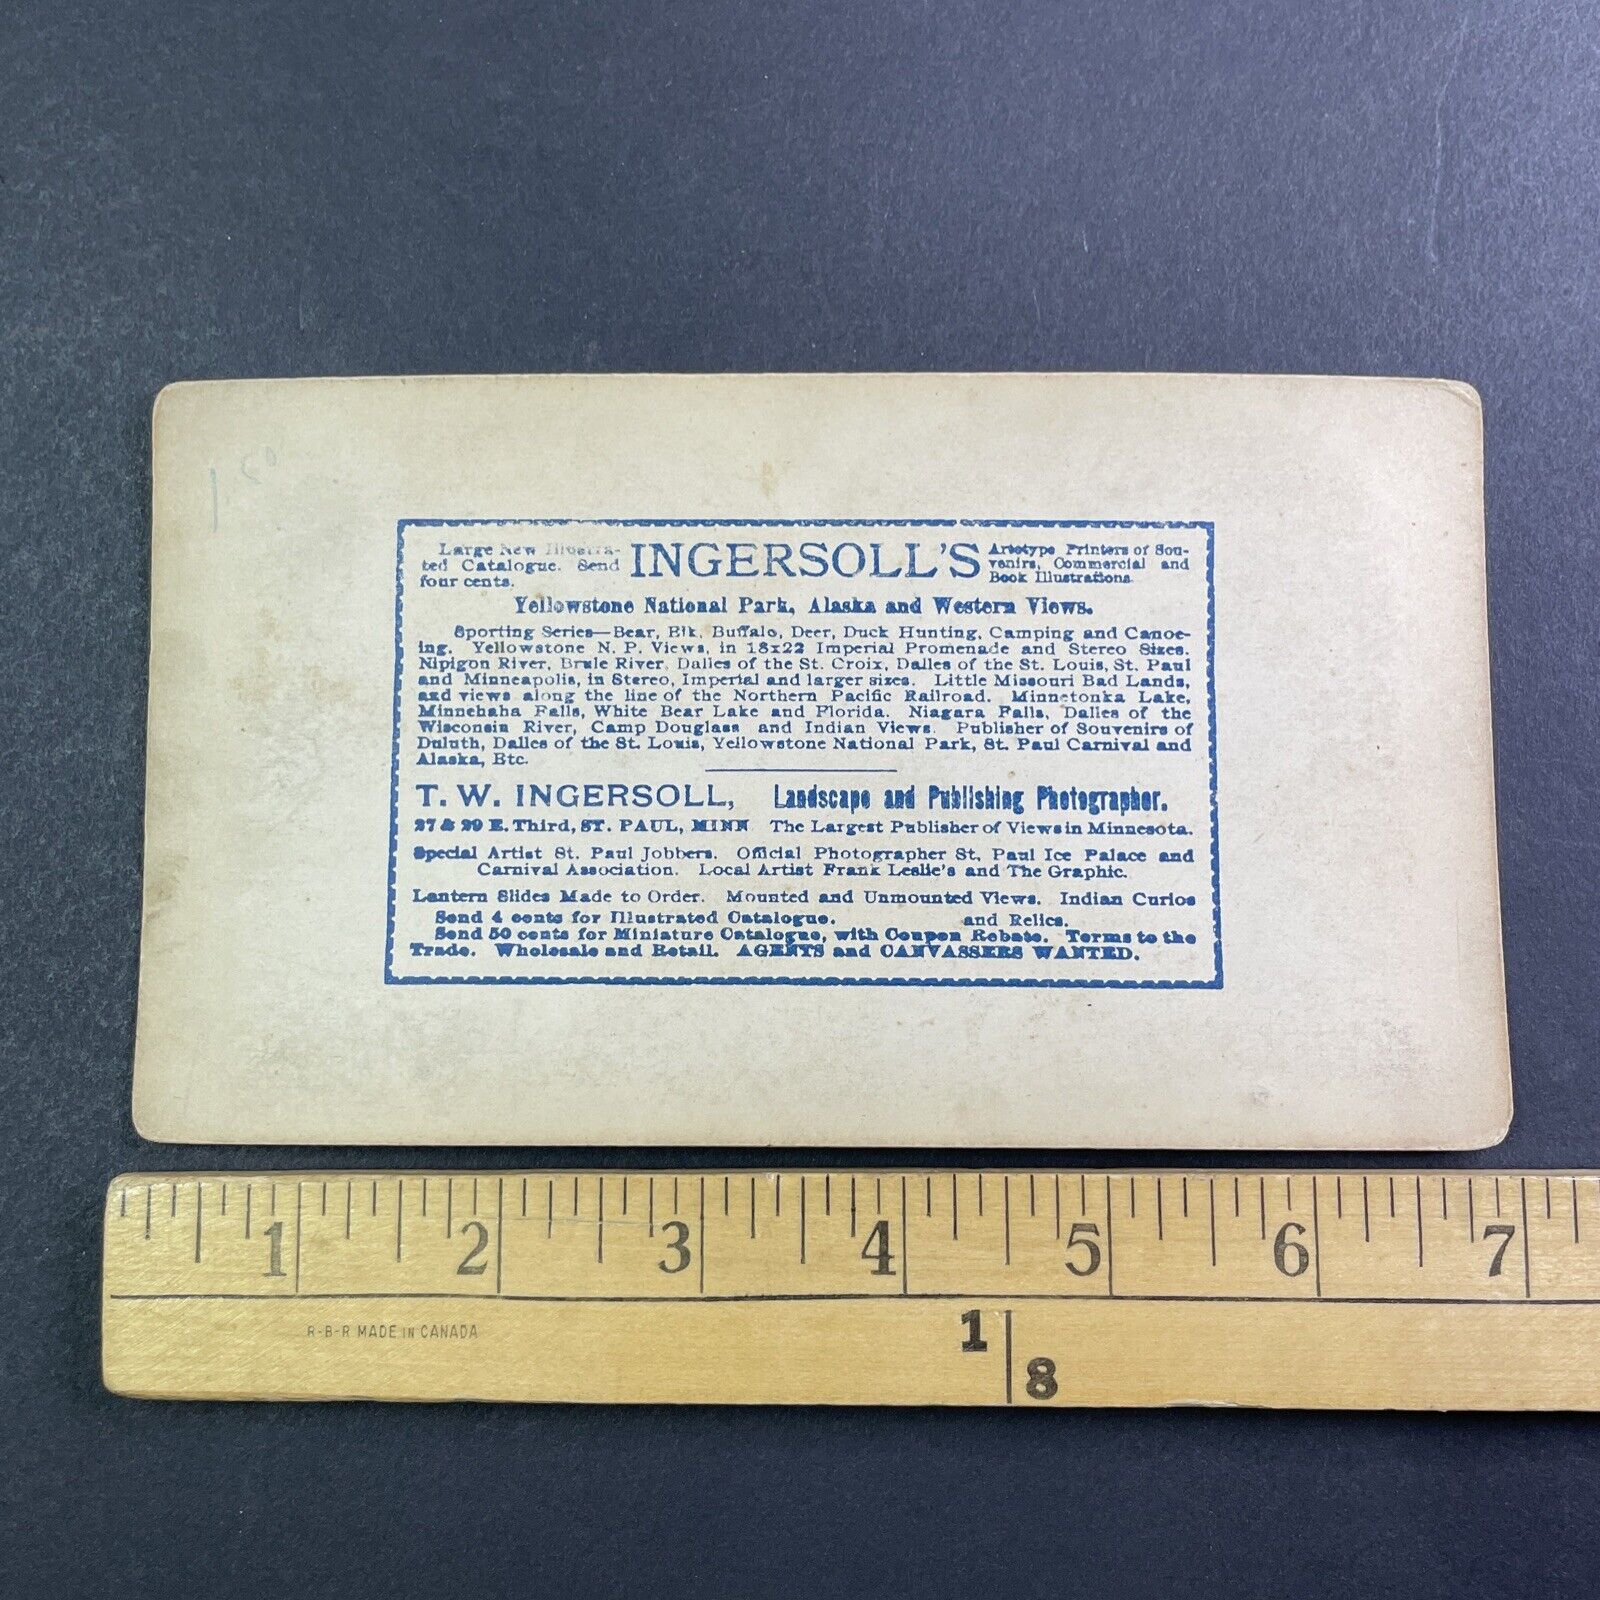 Large New Illustra-
ted Catalogue. Send
four cents.
INGERSOLL'S
Artotype Printers of Sou-
venirs, Commercial and
Book Illustrations.
Yellowstone National Park, Alaska and Western Views.
Sporting Series—Bear, Elk, Buffalo, Deer, Duck Hunting, Camping and Canoe-
ing. Yellowstone N. P. Views, in 18x22 Imperial Promenade and Stereo Sizes.
Nipigon River, Brule River, Dalles of the St. Croix, Dalles of the St. Louis, St. Paul
and Minneapolis, in Stereo, Imperial and larger sizes. Little Missouri Bad Lands,
and views along the line of the Northern Pacific Railroad. Minnetonka Lake,
Minnehaha Falls, White Bear Lake and Florida. Niagara Falls, Dalles of the
Wisconsin River, Camp Douglass and Indian Views. Publisher of Souvenirs of
Duluth, Dalles of the St. Louis, Yellowstone National Park, St. Paul Carnival and
Alaska, Etc.
T. W. INGERSOLL, Landscape and Publishing Photographer.
27 & 29 E. Third, ST. PAUL, MINN The Largest Publisher of Views in Minnesota.
Special Artist St. Paul Jobbers. Official Photographer St. Paul Ice Palace and
Carnival Association. Local Artist Frank Leslie's and The Graphic.
Lantern Slides Made to Order. Mounted and Unmounted Views. Indian Curios
Send 4 cents for Illustrated Catalogue. and Relics.
Send 50 cents for Miniature Catalogue, with Coupon Rebate. Terms to the
Trade. Wholesale and Retail. AGENTS and CANVASSERS WANTED.
1 2 3 4 5 6 7
R-B-R MADE IN CANADA
1 8